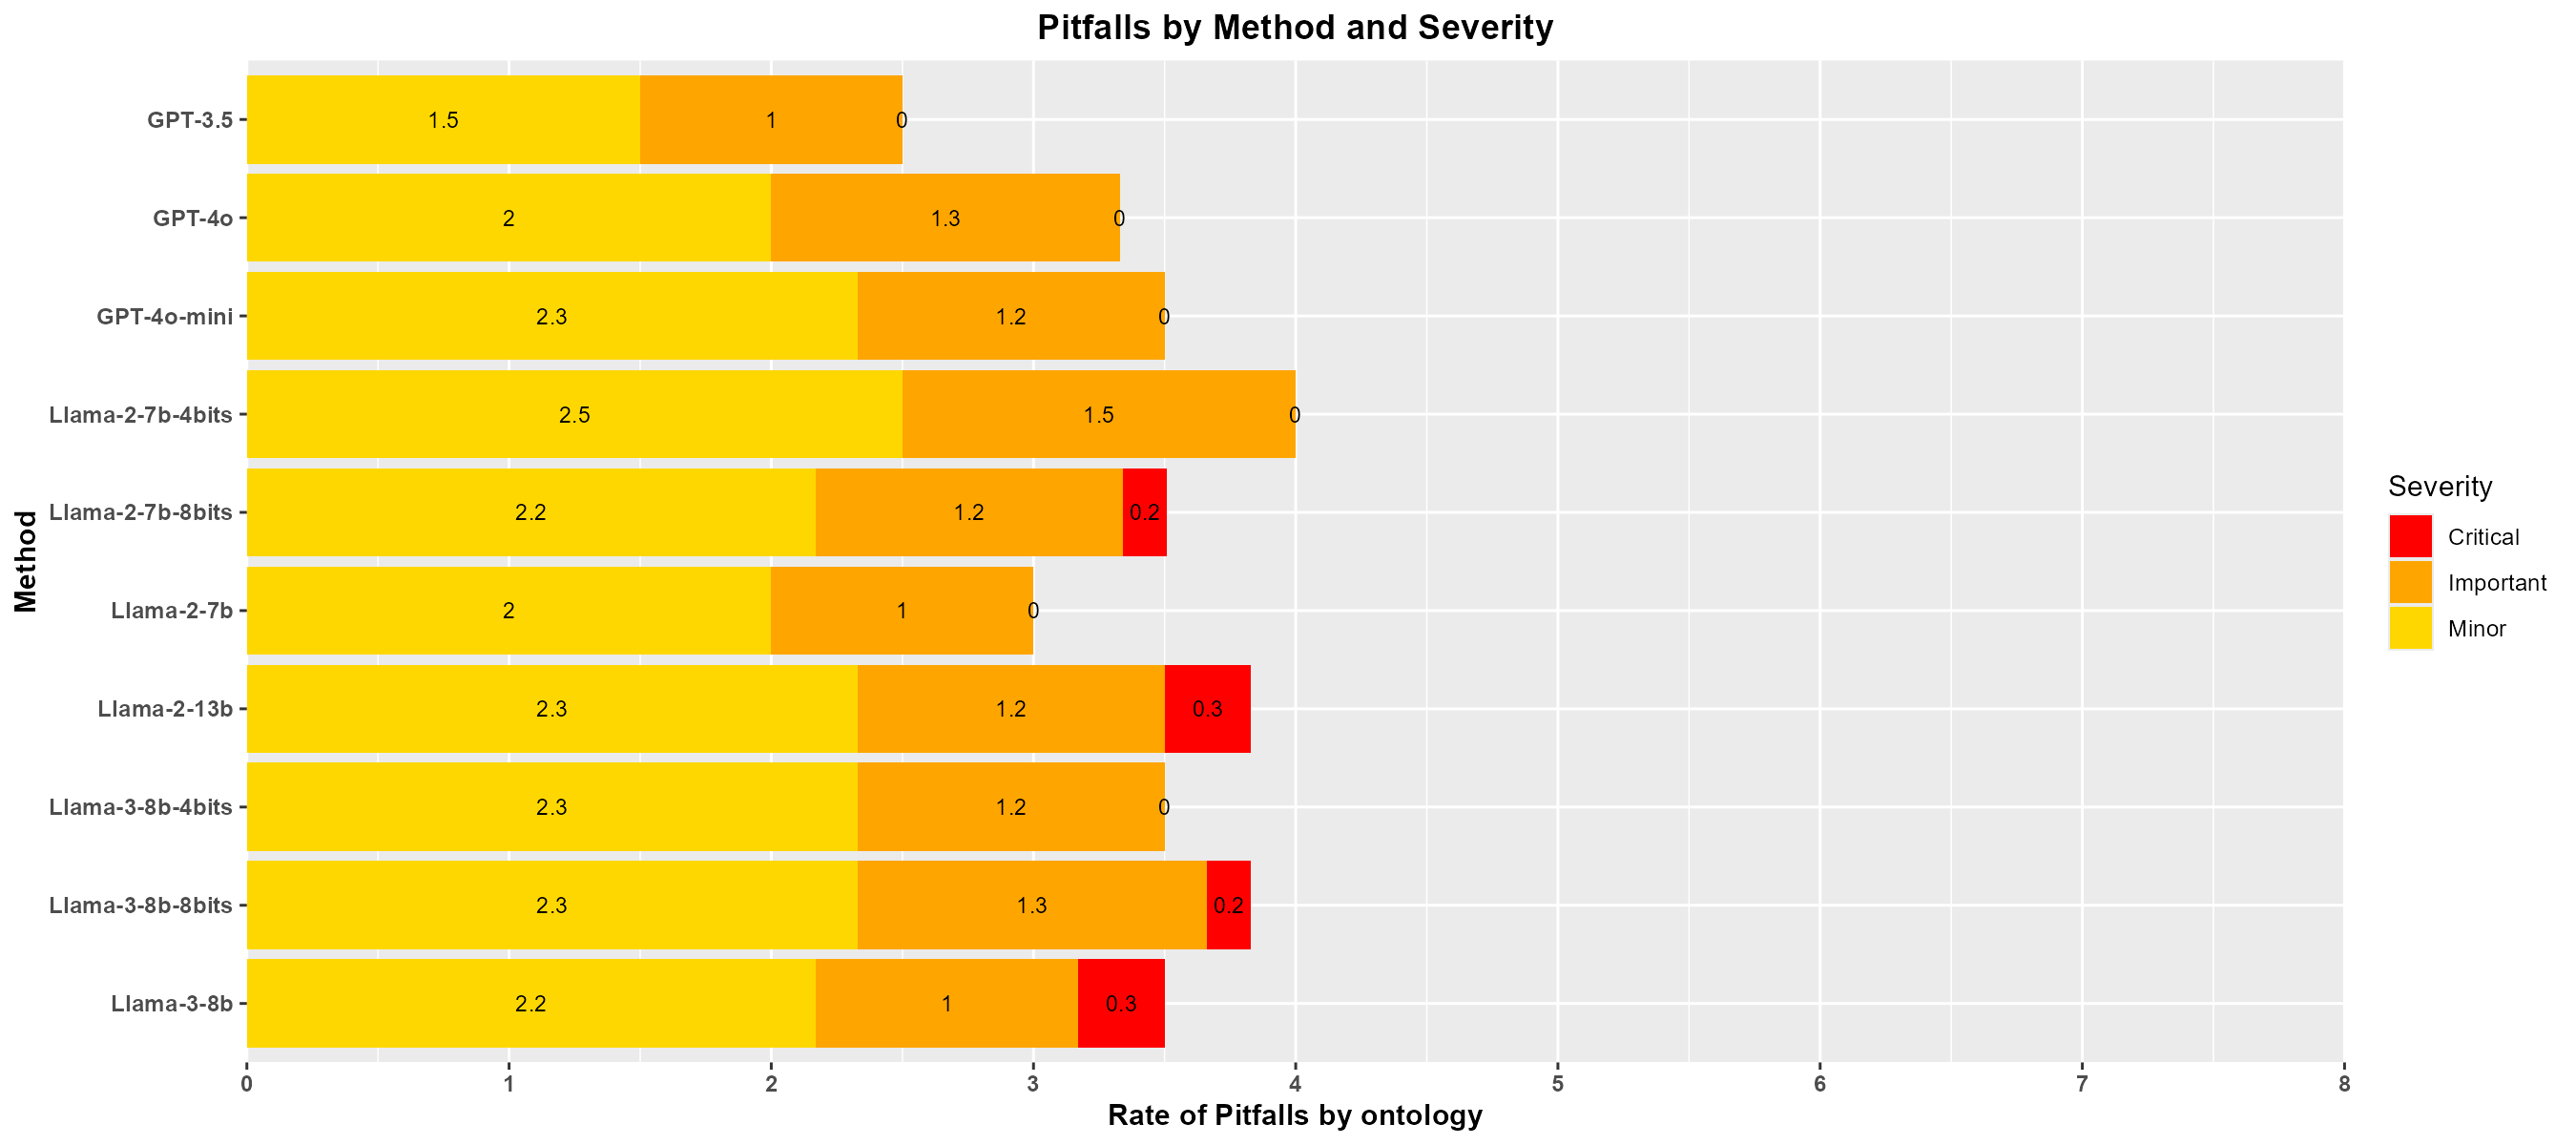 Pitfalls by Method and Severity
GPT-3.5 1.5 1 0
GPT-4o 2 1.3 0
GPT-4o-mini 2.3 1.2 0
Llama-2-7b-4bits 2.5 1.5 0
Llama-2-7b-8bits 2.2 1.2 0.2
Llama-2-7b 2 1 0
Llama-2-13b 2.3 1.2 0.3
Llama-3-8b-4bits 2.3 1.2 0
Llama-3-8b-8bits 2.3 1.3 0.2
Llama-3-8b 2.2 1 0.3
Method
0 1 2 3 4 5 6 7 8
Rate of Pitfalls by ontology
Severity
Critical
Important
Minor